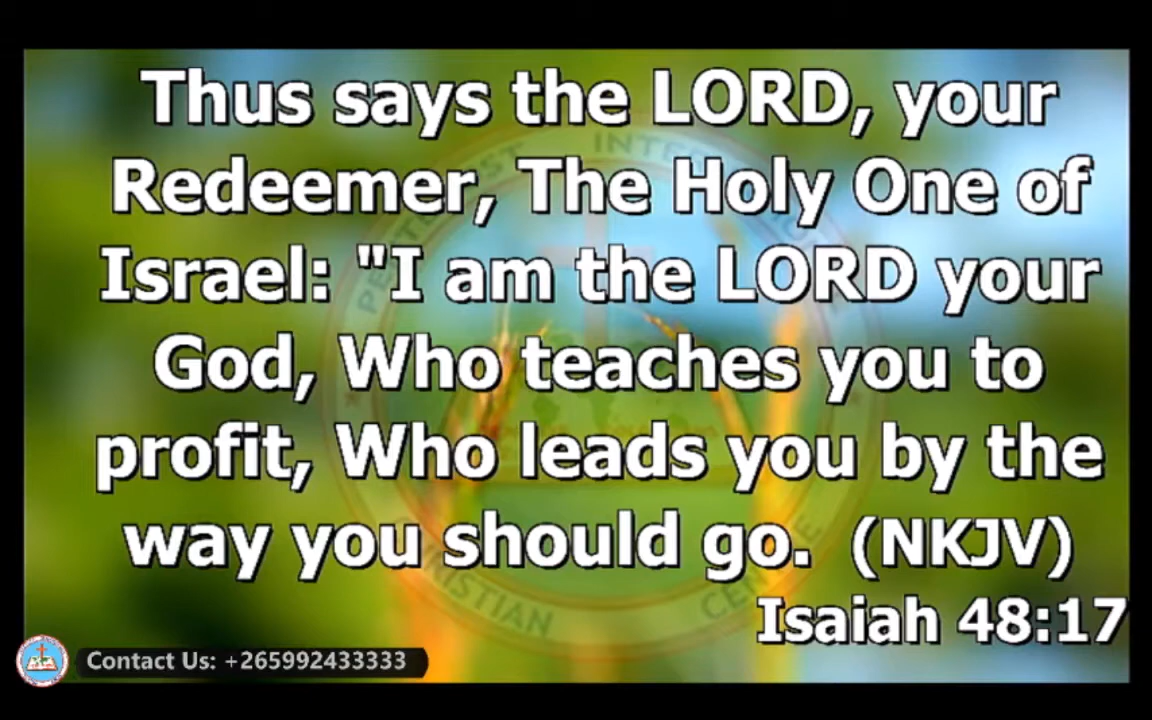 Thus says the LORD, your
Redeemer, The Holy One of
Israel: "I am the LORD your
God, Who teaches you to
profit, Who leads you by the
way you should go. (NKJV)
Isaiah 48:17
Contact Us: +265992433333
CHRISTIAN